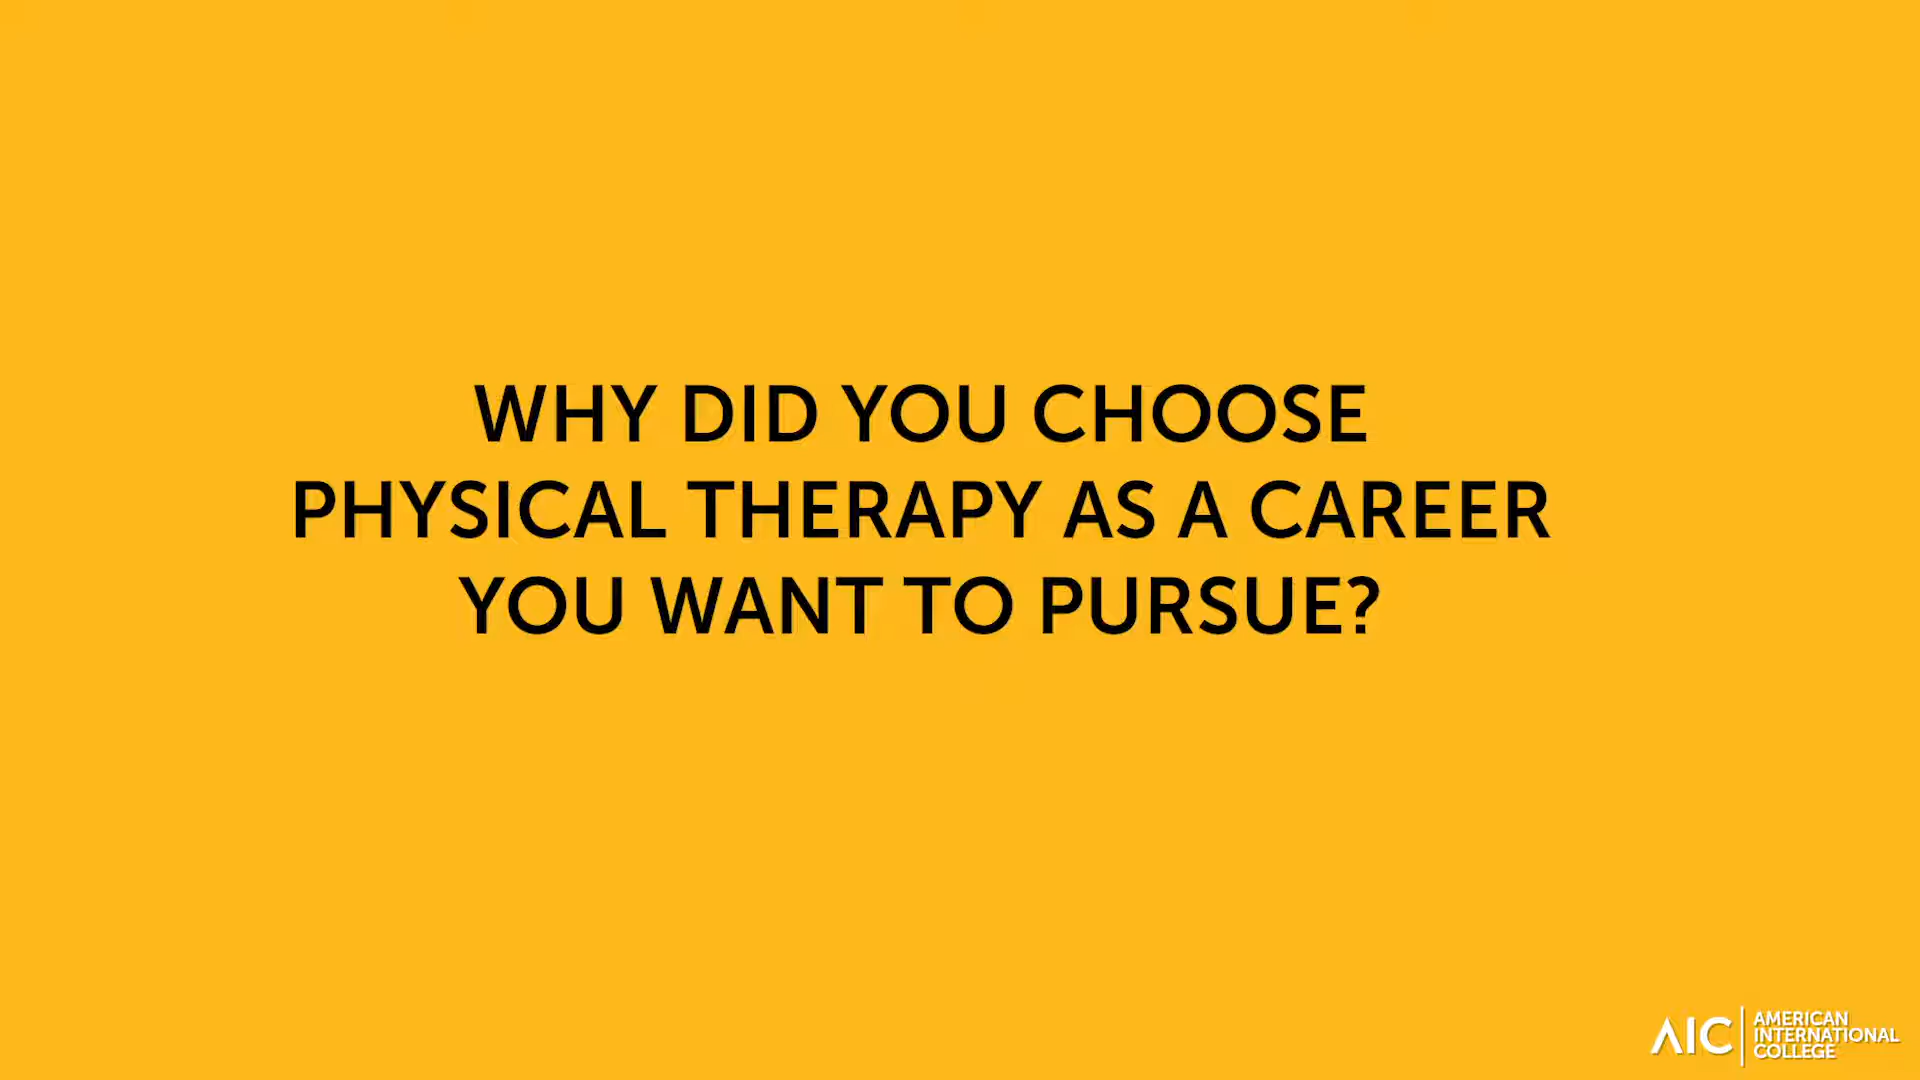 WHY DID YOU CHOOSE
PHYSICAL THERAPY AS A CAREER
YOU WANT TO PURSUE?
AIC
AMERICAN
INTERNATIONAL
COLLEGE